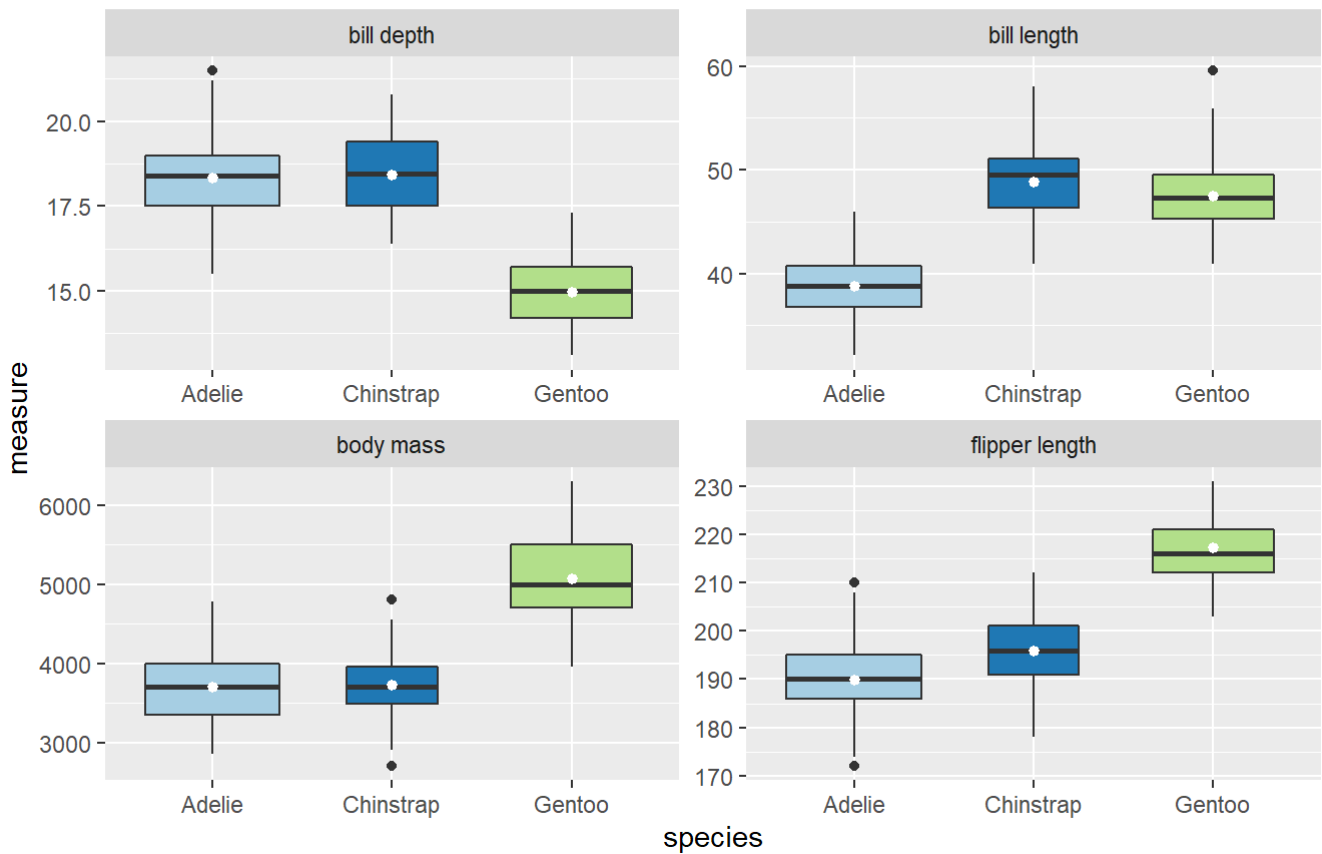 bill depth
bill length
20.0
17.5
15.0
60
50
40
Adelie
Chinstrap
Gentoo
Adelie
Chinstrap
Gentoo
measure
body mass
flipper length
6000
5000
4000
3000
230
220
210
200
190
180
170
Adelie
Chinstrap
Gentoo
Adelie
Chinstrap
Gentoo
species